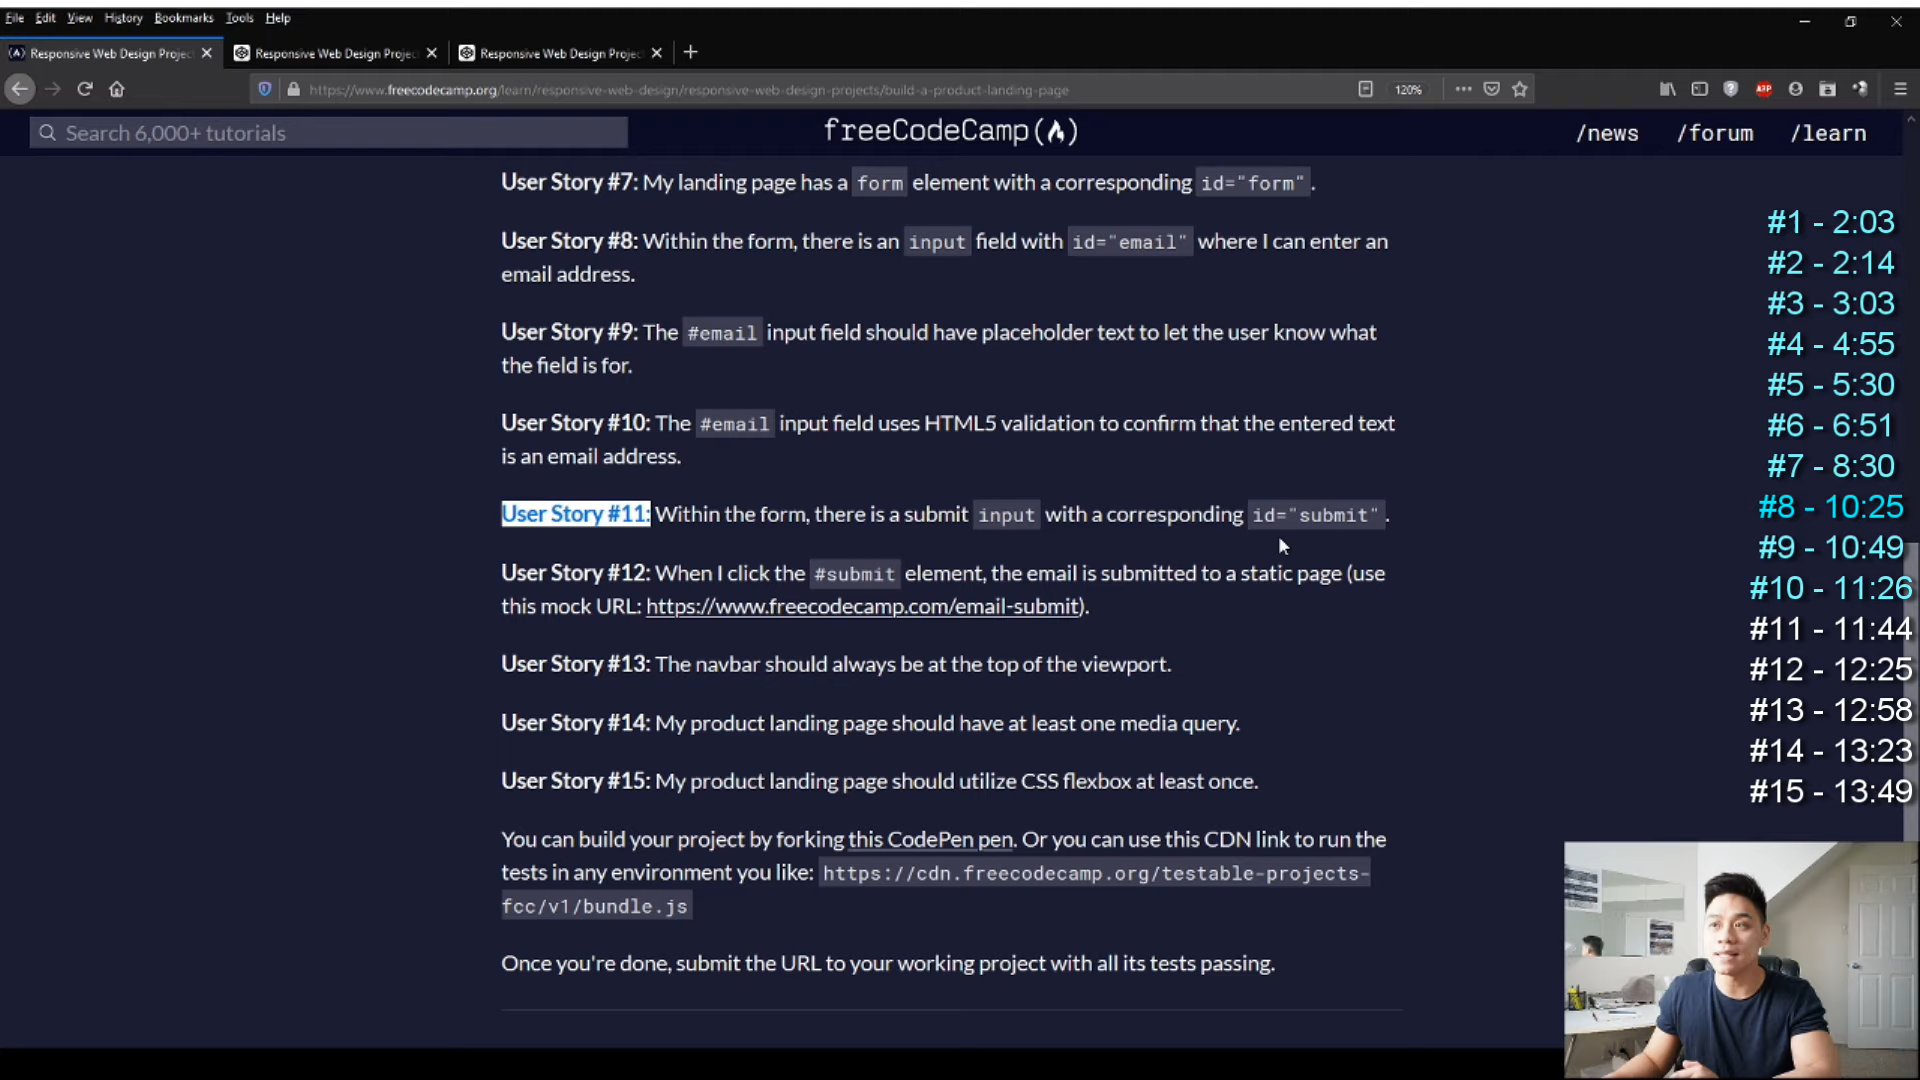 File Edit View History Bookmarks Tools Help
Responsive Web Design Projec Responsive Web Design Projec Responsive Web Design Projec
https://www.freecodecamp.org/learn/responsive-web-design/responsive-web-design-projects/build-a-product-landing-page 120%
Search 6,000+ tutorials freeCodeCamp /news /forum /learn
User Story #7: My landing page has a form element with a corresponding id="form".
User Story #8: Within the form, there is an input field with id="email" where I can enter an
email address.
User Story #9: The #email input field should have placeholder text to let the user know what
the field is for.
User Story #10: The #email input field uses HTML5 validation to confirm that the entered text
is an email address.
User Story #11: Within the form, there is a submit input with a corresponding id="submit".
User Story #12: When I click the #submit element, the email is submitted to a static page (use
this mock URL: https://www.freecodecamp.com/email-submit).
User Story #13: The navbar should always be at the top of the viewport.
User Story #14: My product landing page should have at least one media query.
User Story #15: My product landing page should utilize CSS flexbox at least once.
You can build your project by forking this CodePen pen. Or you can use this CDN link to run the
tests in any environment you like: https://cdn.freecodecamp.org/testable-projects-
fcc/v1/bundle.js
Once you're done, submit the URL to your working project with all its tests passing.
#1 - 2:03
#2 - 2:14
#3 - 3:03
#4 - 4:55
#5 - 5:30
#6 - 6:51
#7 - 8:30
#8 - 10:25
#9 - 10:49
#10 - 11:26
#11 - 11:44
#12 - 12:25
#13 - 12:58
#14 - 13:23
#15 - 13:49